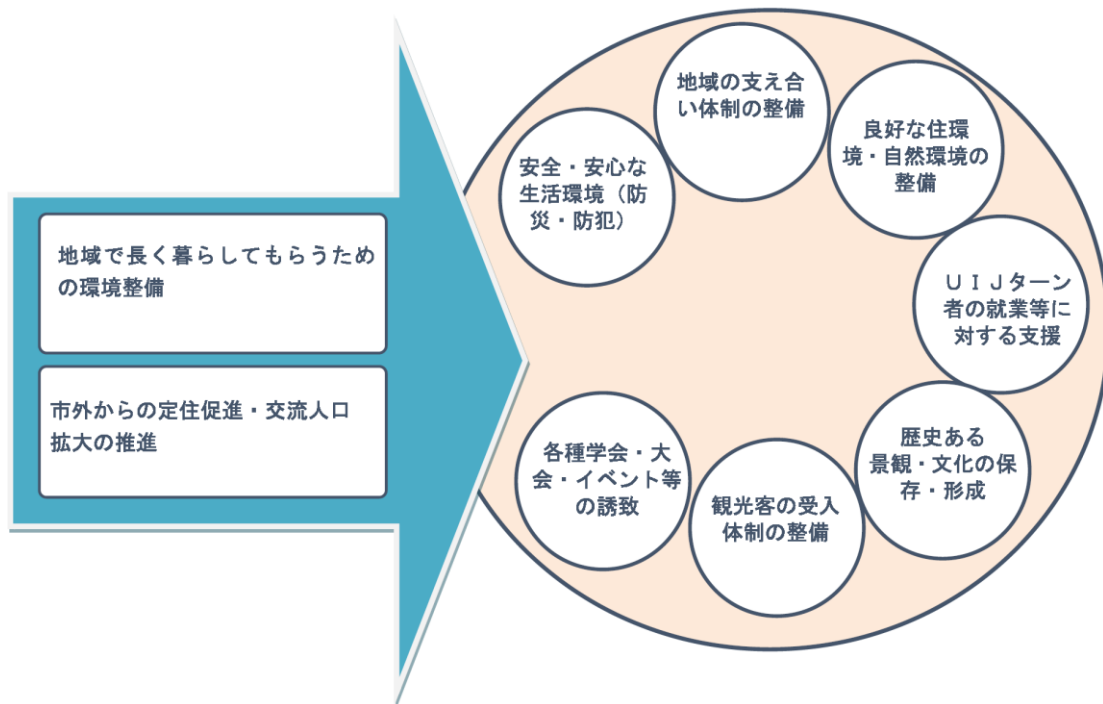 地域で長く暮らしてもらうため
の環境整備
市外からの定住促進・交流人口
拡大の推進
安全・安心な
生活環境（防
災・防犯）
地域の支え合
い体制の整備
良好な住環
境・自然環境の
整備
ＵＩＪターン
者の就業等に
対する支援
歴史ある
景観・文化の保
存・形成
観光客の受入
体制の整備
各種学会・大
会・イベント等
の誘致